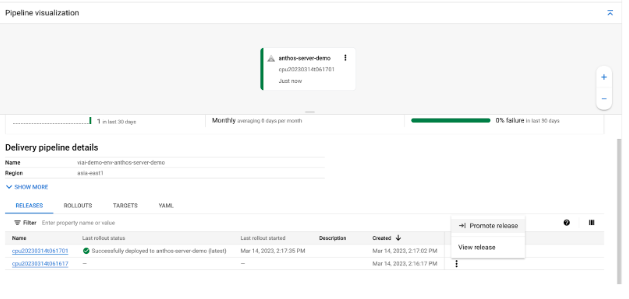 Pipeline visualization
anthos-server-demo
cpu20230314t061701
Just now
1 in last 30 days
Monthly averaging 0 days per month
0% failure in last 90 days
Delivery pipeline details
Name viai-demo-env-anthos-server-demo
Region asia-east1
SHOW MORE
RELEASES ROLLOUTS TARGETS YAML
Filter Enter property name or value
Promote release
Name Last rollout status Last rollout started Description Created
View release
cpu20230314t061701 Successfully deployed to anthos-server-demo (latest) Mar 14, 2023, 2:17:35 PM Mar 14, 2023, 2:17:02 PM
cpu20230314t061617 — — Mar 14, 2023, 2:16:17 PM